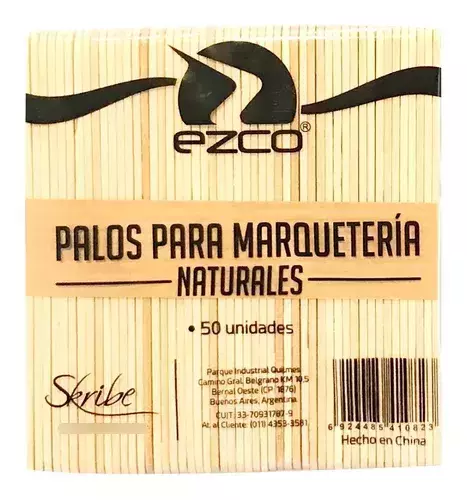 ezco®
PALOS PARA MARQUETERÍA
NATURALES
• 50 unidades
Skribe
Parque Industrial Quilmes
Camino Gral. Belgrano KM 10,5
Bernal Oeste (CP 1876)
Buenos Aires, Argentina
CUIT: 33-70931787-9
At. al Cliente: (011) 4353-3581
6 924485 410823
Hecho en China